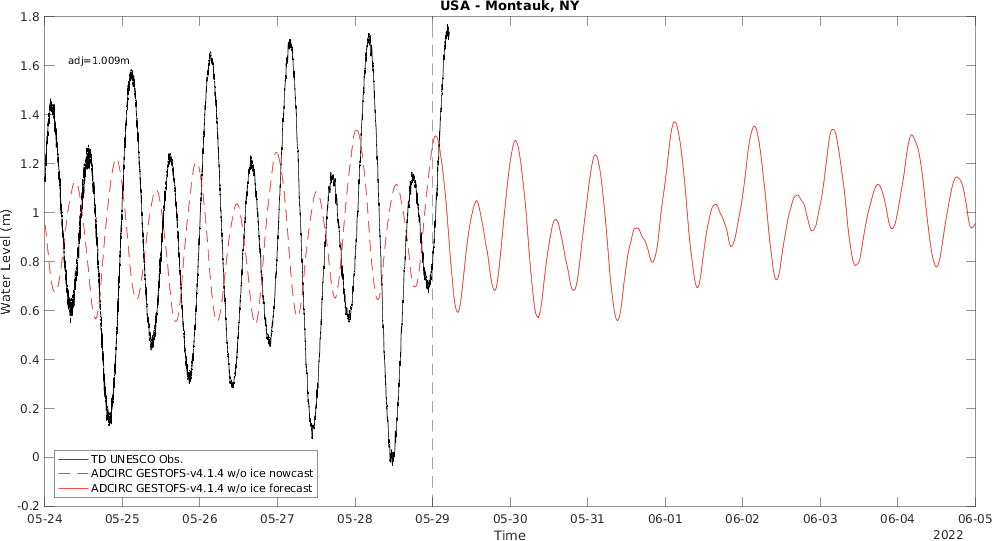 USA - Montauk, NY
1.8
1.6
1.4
1.2
1
0.8
0.6
0.4
0.2
0
-0.2
Water Level (m)
adj=1.009m
TD UNESCO Obs.
ADCIRC GESTOFS-v4.1.4 w/o ice nowcast
ADCIRC GESTOFS-v4.1.4 w/o ice forecast
05-24 05-25 05-26 05-27 05-28 05-29 05-30 05-31 06-01 06-02 06-03 06-04 06-05
Time
2022